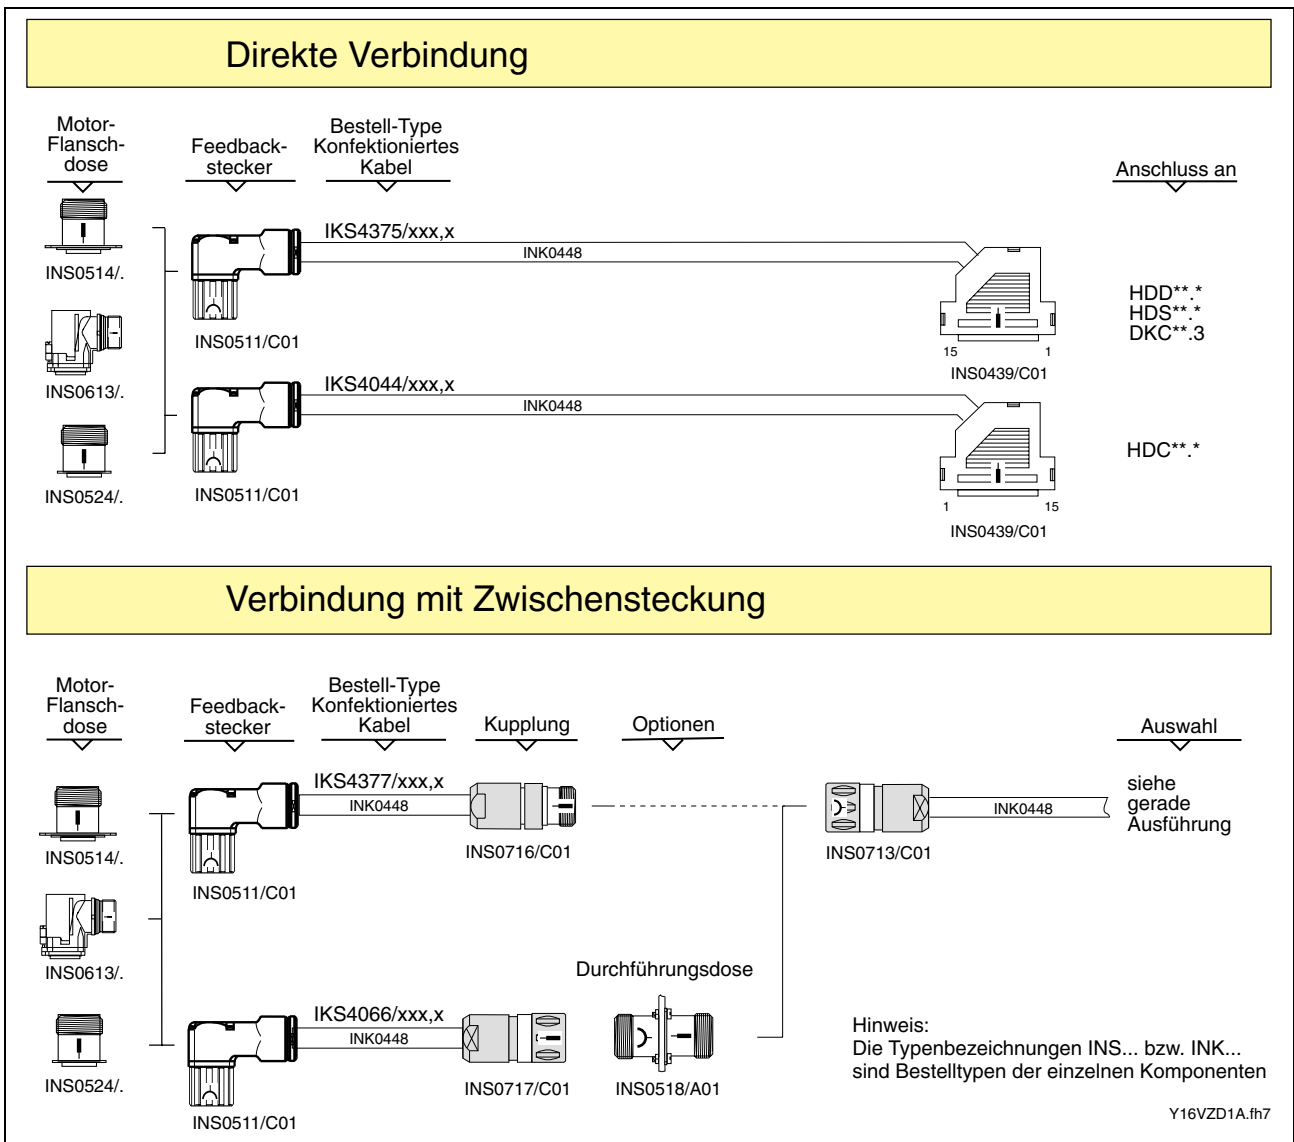 Direkte Verbindung
Motor-
Flansch-
dose
Feedback-
stecker
Bestell-Type
Konfektioniertes
Kabel
Anschluss an
INS0514/.
INS0613/.
INS0524/.
IKS4375/xxx,x
INK0448
INS0511/C01
15
1
INS0439/C01
HDD**.*
HDS**.*
DKC**.3
IKS4044/xxx,x
INK0448
INS0511/C01
1
15
INS0439/C01
HDC**.*
Verbindung mit Zwischensteckung
Motor-
Flansch-
dose
Feedback-
stecker
Bestell-Type
Konfektioniertes
Kabel
Kupplung
Optionen
Auswahl
INS0514/.
INS0613/.
INS0524/.
IKS4377/xxx,x
INK0448
INS0511/C01
INS0716/C01
INS0713/C01
INK0448
siehe
gerade
Ausführung
Durchführungsdose
IKS4066/xxx,x
INK0448
INS0511/C01
INS0717/C01
INS0518/A01
Hinweis:
Die Typenbezeichnungen INS... bzw. INK...
sind Bestelltypen der einzelnen Komponenten
Y16VZD1A.fh7